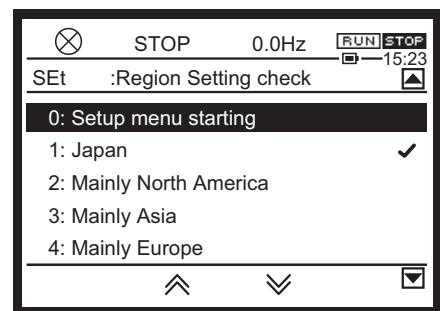 STOP 0.0Hz RUN STOP
15:23
SEt :Region Setting check
0: Setup menu starting
1: Japan
2: Mainly North America
3: Mainly Asia
4: Mainly Europe